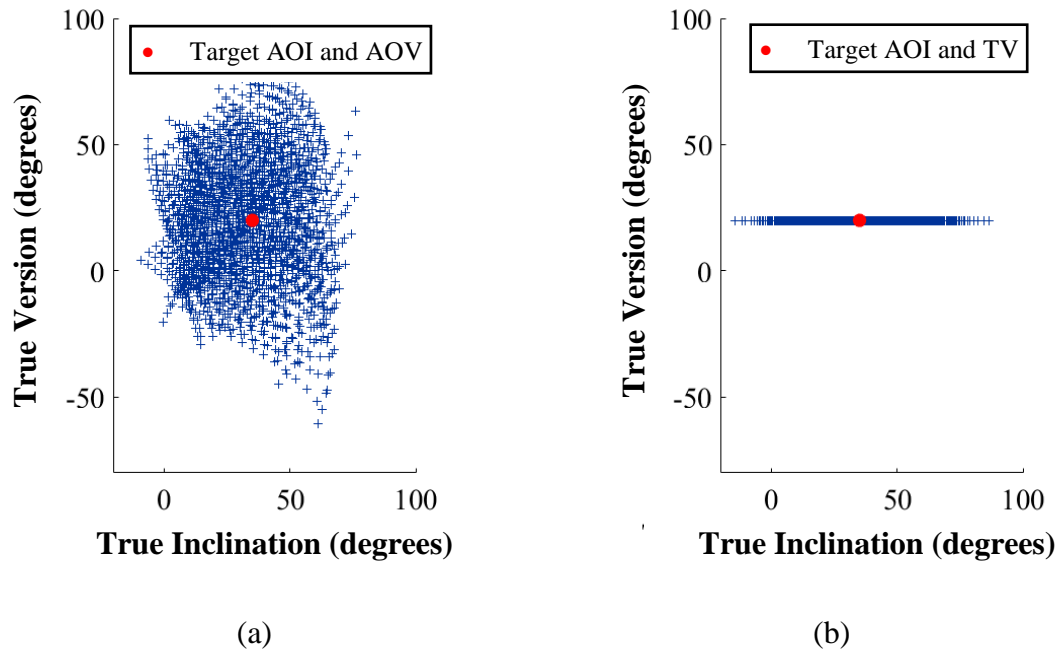 100
Target AOI and AOV
50
0
-50
True Version (degrees)
0 50 100
True Inclination (degrees)
(a)
100
Target AOI and TV
50
0
-50
True Version (degrees)
0 50 100
True Inclination (degrees)
(b)